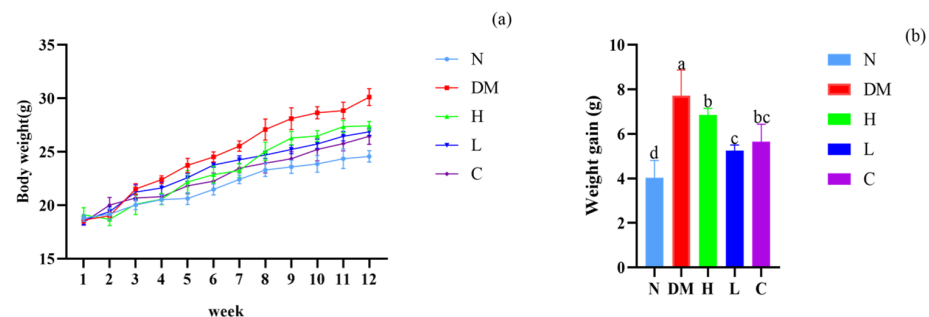 (a)
35
30
25
20
15
Body weight(g)
1 2 3 4 5 6 7 8 9 10 11 12
week
N
DM
H
L
C
(b)
10
8
6
4
2
0
Weight gain (g)
d a b c bc
N DM H L C
N
DM
H
L
C